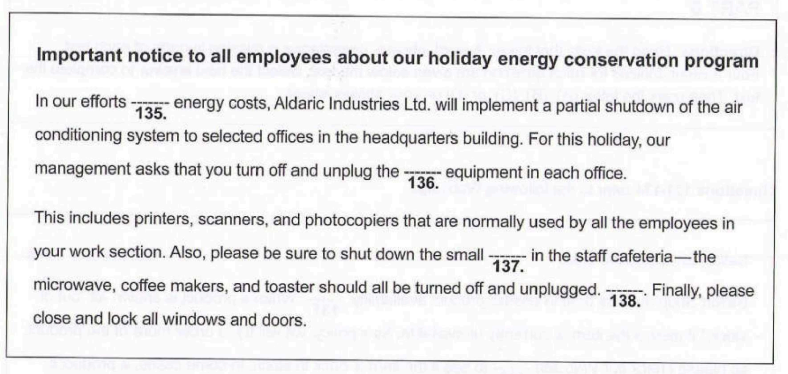 Important notice to all employees about our holiday energy conservation program
In our efforts ------- energy costs, Aldaric Industries Ltd. will implement a partial shutdown of the air
135.
conditioning system to selected offices in the headquarters building. For this holiday, our
management asks that you turn off and unplug the ------- equipment in each office.
136.
This includes printers, scanners, and photocopiers that are normally used by all the employees in
your work section. Also, please be sure to shut down the small ------- in the staff cafeteria—the
137.
microwave, coffee makers, and toaster should all be turned off and unplugged. -------. Finally, please
138.
close and lock all windows and doors.